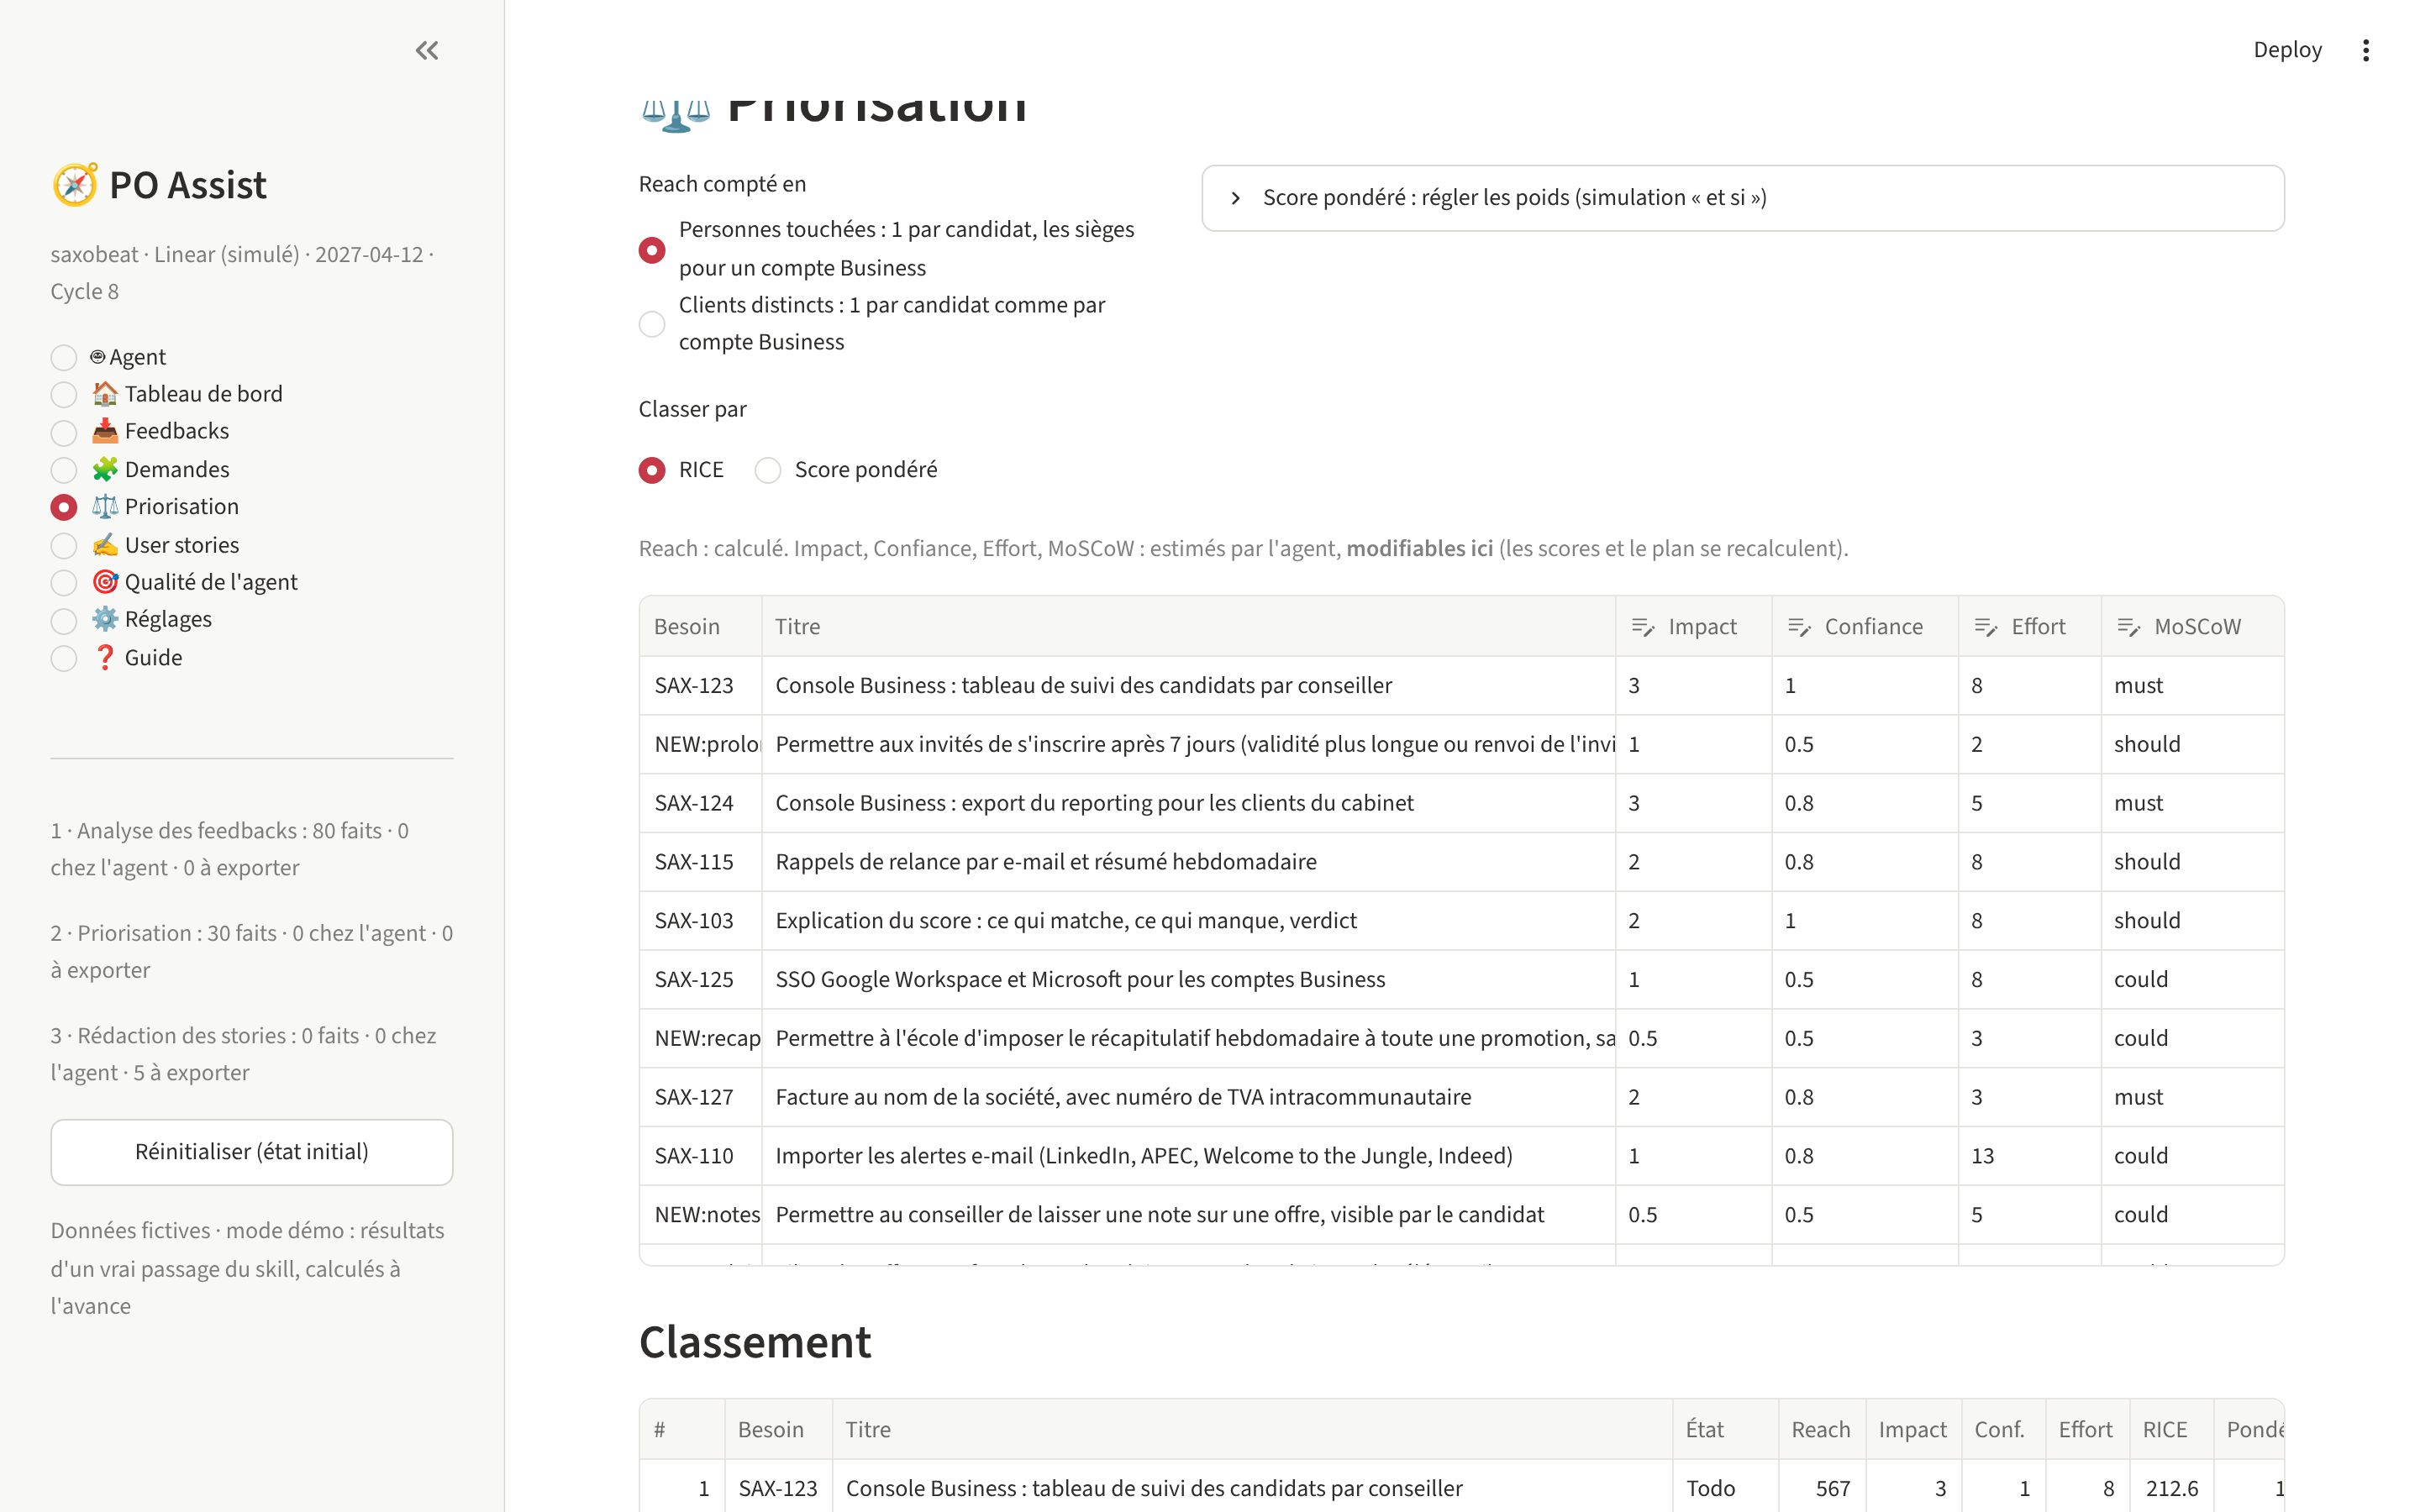 Deploy
PO Assist
saxobeat · Linear (simulé) · 2027-04-12 ·
Cycle 8
Agent
Tableau de bord
Feedbacks
Demandes
Priorisation
User stories
Qualité de l'agent
Réglages
Guide
1 · Analyse des feedbacks : 80 faits · 0
chez l'agent · 0 à exporter
2 · Priorisation : 30 faits · 0 chez l'agent · 0
à exporter
3 · Rédaction des stories : 0 faits · 0 chez
l'agent · 5 à exporter
Réinitialiser (état initial)
Données fictives · mode démo : résultats
d'un vrai passage du skill, calculés à
l'avance
Priorisation
Reach compté en
Personnes touchées : 1 par candidat, les sièges
pour un compte Business
Clients distincts : 1 par candidat comme par
compte Business
Score pondéré : régler les poids (simulation « et si »)
Classer par
RICE Score pondéré
Reach : calculé. Impact, Confiance, Effort, MoSCoW : estimés par l'agent, modifiables ici (les scores et le plan se recalculent).
Besoin Titre Impact Confiance Effort MoSCoW
SAX-123 Console Business : tableau de suivi des candidats par conseiller 3 1 8 must
NEW:prolo Permettre aux invités de s'inscrire après 7 jours (validité plus longue ou renvoi de l'invi 1 0.5 2 should
SAX-124 Console Business : export du reporting pour les clients du cabinet 3 0.8 5 must
SAX-115 Rappels de relance par e-mail et résumé hebdomadaire 2 0.8 8 should
SAX-103 Explication du score : ce qui matche, ce qui manque, verdict 2 1 8 should
SAX-125 SSO Google Workspace et Microsoft pour les comptes Business 1 0.5 8 could
NEW:recap Permettre à l'école d'imposer le récapitulatif hebdomadaire à toute une promotion, sa 0.5 0.5 3 could
SAX-127 Facture au nom de la société, avec numéro de TVA intracommunautaire 2 0.8 3 must
SAX-110 Importer les alertes e-mail (LinkedIn, APEC, Welcome to the Jungle, Indeed) 1 0.8 13 could
NEW:notes Permettre au conseiller de laisser une note sur une offre, visible par le candidat 0.5 0.5 5 could
Classement
# Besoin Titre État Reach Impact Conf. Effort RICE Pondé
1 SAX-123 Console Business : tableau de suivi des candidats par conseiller Todo 567 3 1 8 212.6 1